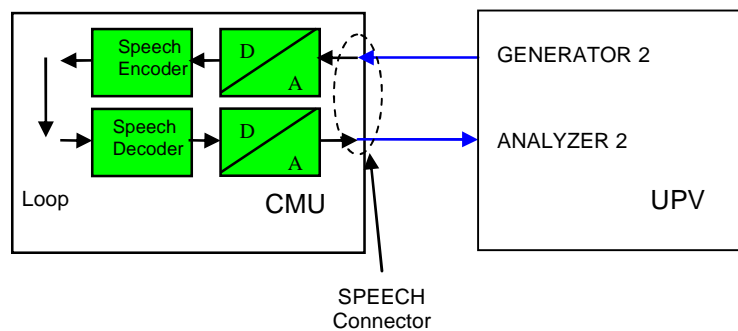 Speech
Encoder
D
A
GENERATOR 2
Speech
Decoder
D
A
ANALYZER 2
Loop
CMU
UPV
SPEECH
Connector